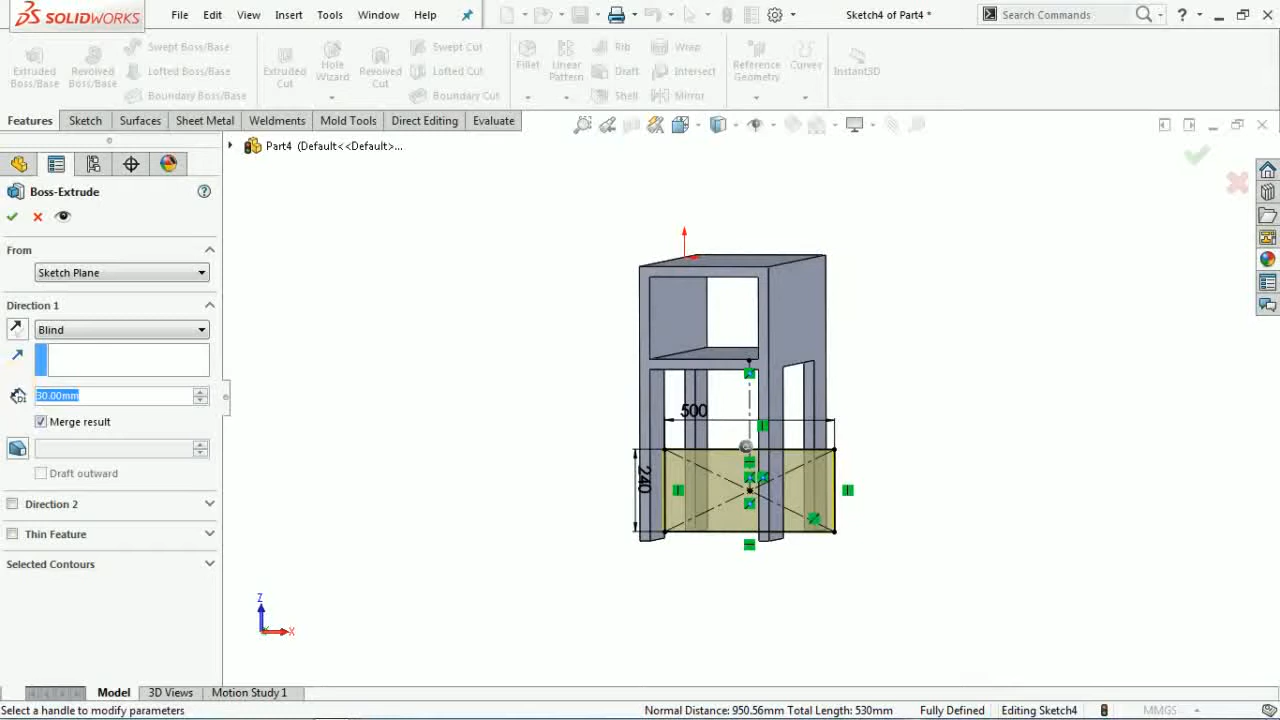 SOLIDWORKS File Edit View Insert Tools Window Help Sketch4 of Part4 * Search Commands ?
Extruded Boss/Base Revolved Boss/Base Swept Boss/Base Lofted Boss/Base Boundary Boss/Base Extruded Cut Hole Wizard Revolved Cut Swept Cut Lofted Cut Boundary Cut Fillet Linear Pattern Rib Draft Shell Wrap Intersect Mirror Reference Geometry Curves Instant3D
Features Sketch Surfaces Sheet Metal Weldments Mold Tools Direct Editing Evaluate
Part4 (Default<<Default>...
Boss-Extrude
From
Sketch Plane
Direction 1
Blind
30.00mm
Merge result
Draft outward
Direction 2
Thin Feature
Selected Contours
500
240
Z
X
Model 3D Views Motion Study 1
Select a handle to modify parameters Normal Distance: 950.56mm Total Length: 530mm Fully Defined Editing Sketch4 MMGS